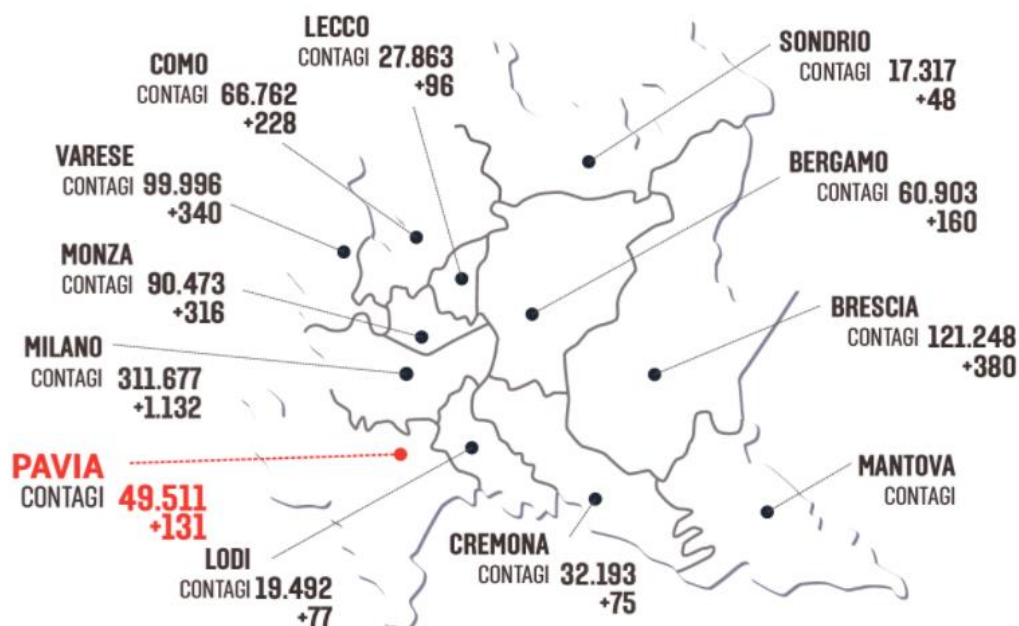 LECCO
CONTAGI 27.863
+96
COMO
CONTAGI 66.762
+228
VARESE
CONTAGI 99.996
+340
MONZA
CONTAGI 90.473
+316
MILANO
CONTAGI 311.677
+1.132
PAVIA
CONTAGI 49.511
+131
LODI
CONTAGI 19.492
+77
CREMONA
CONTAGI 32.193
+75
SONDRIO
CONTAGI 17.317
+48
BERGAMO
CONTAGI 60.903
+160
BRESCIA
CONTAGI 121.248
+380
MANTOVA
CONTAGI